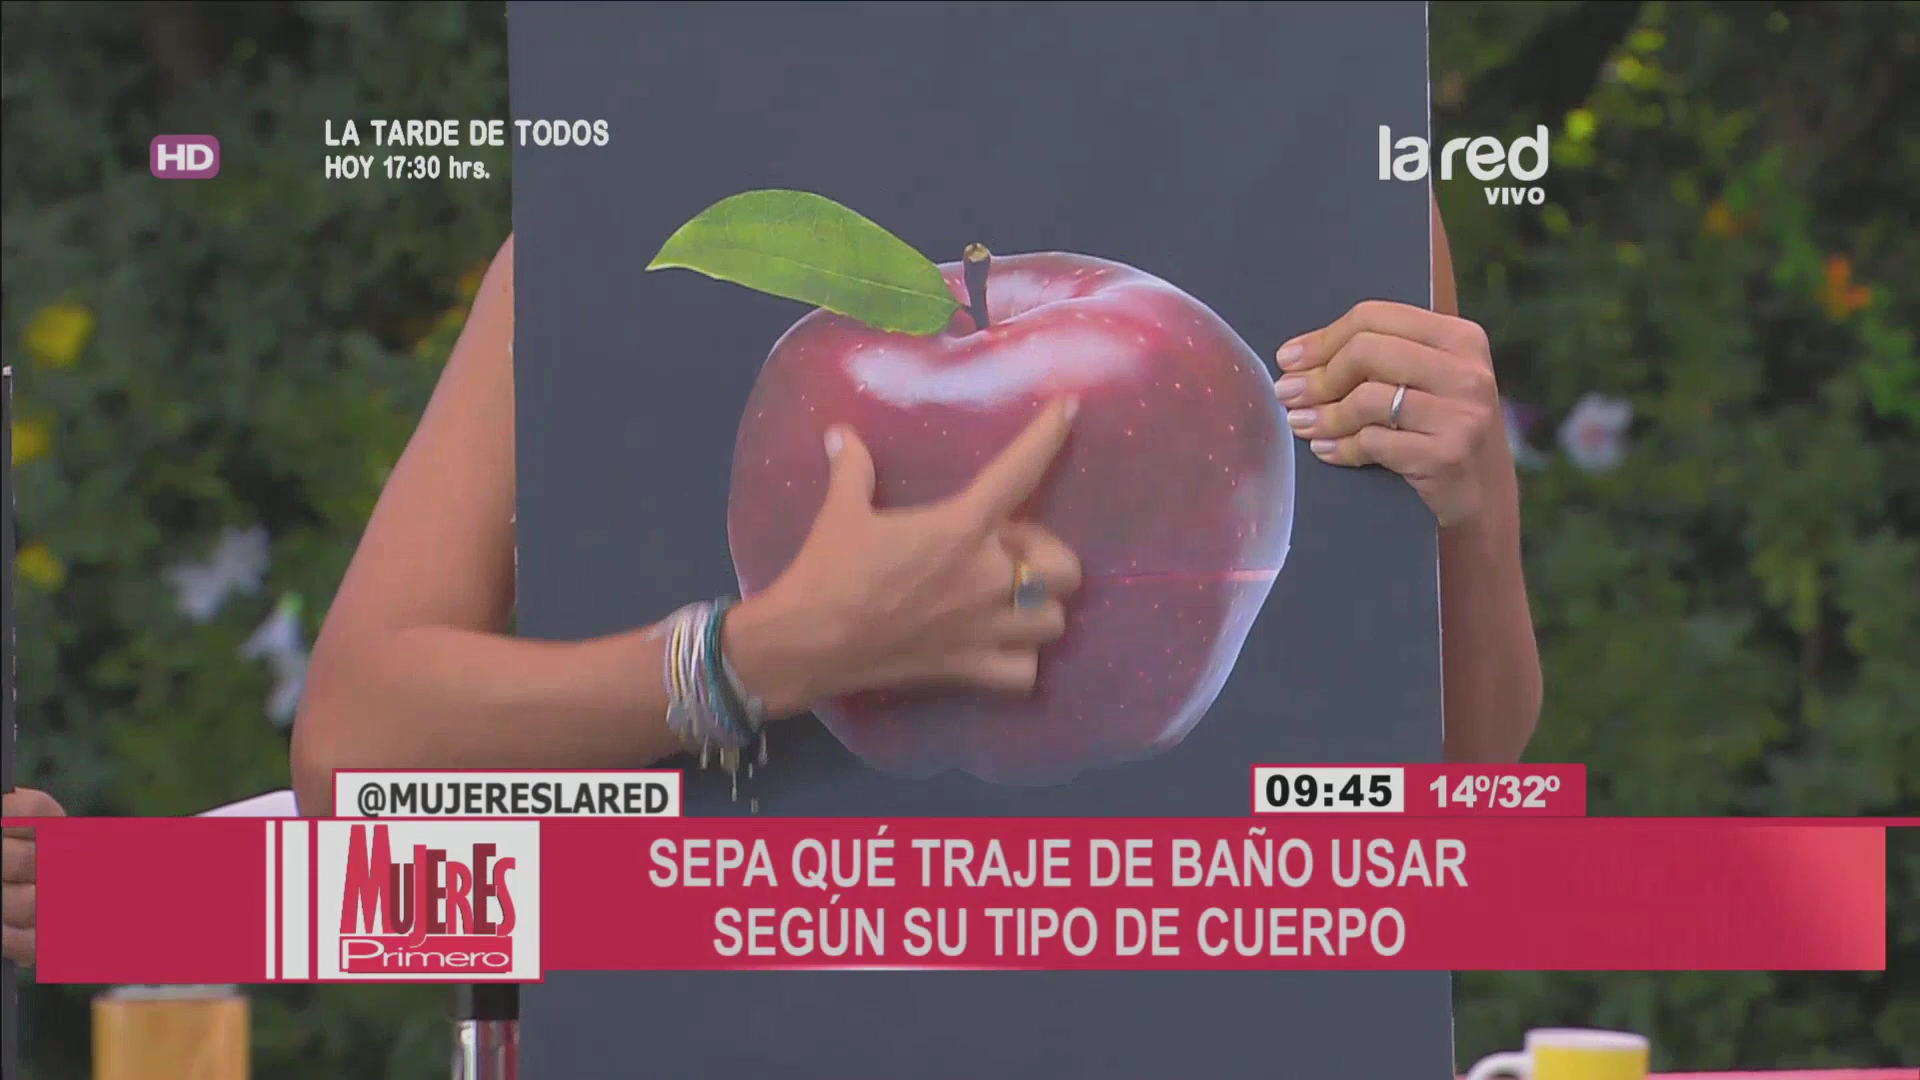 HD
LA TARDE DE TODOS
HOY 17:30 hrs.
la red
VIVO
@MUJERESLARED
09:45
14º/32º
MUJERES
Primero
SEPA QUÉ TRAJE DE BAÑO USAR
SEGÚN SU TIPO DE CUERPO